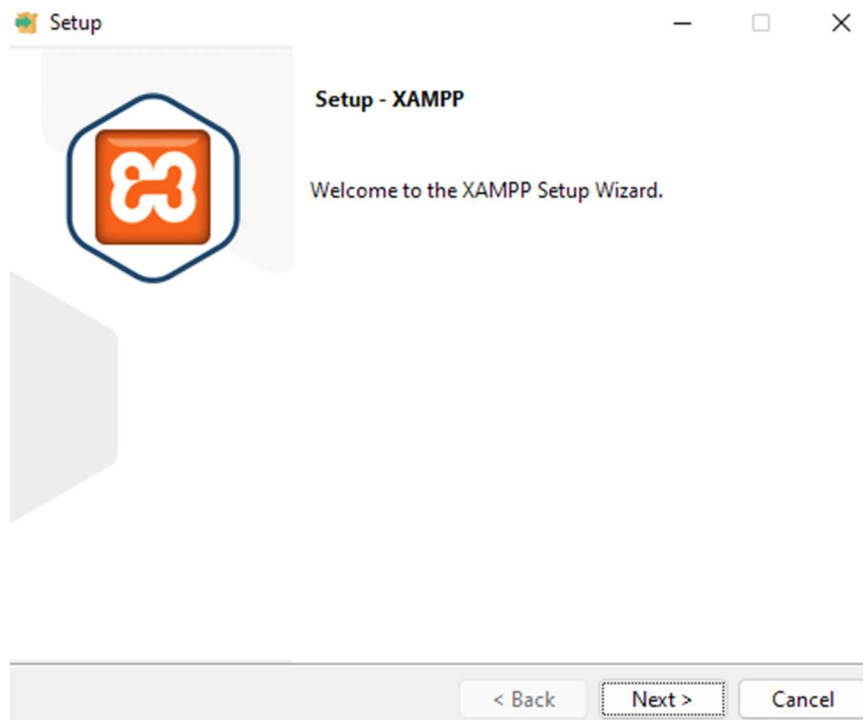 Setup
Setup - XAMPP
Welcome to the XAMPP Setup Wizard.
< Back
Next >
Cancel